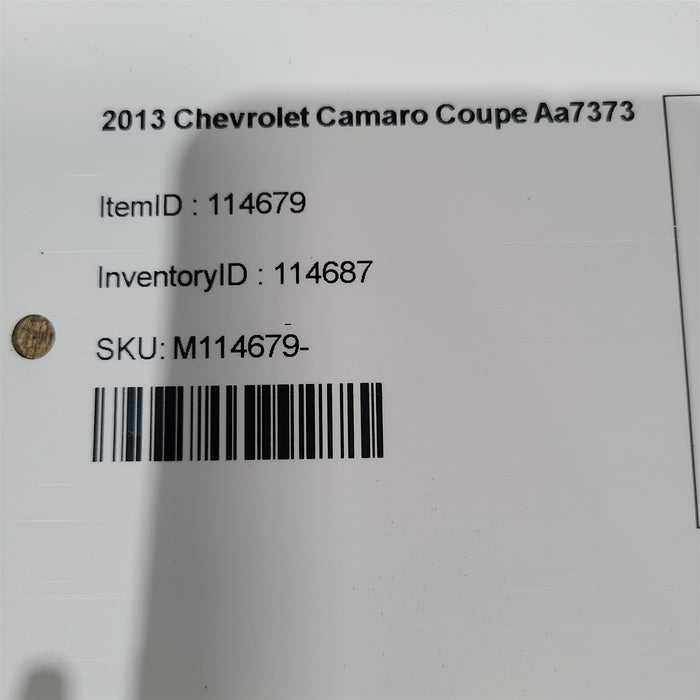 2013 Chevrolet Camaro Coupe Aa7373
ItemID : 114679
InventoryID : 114687
SKU: M114679-